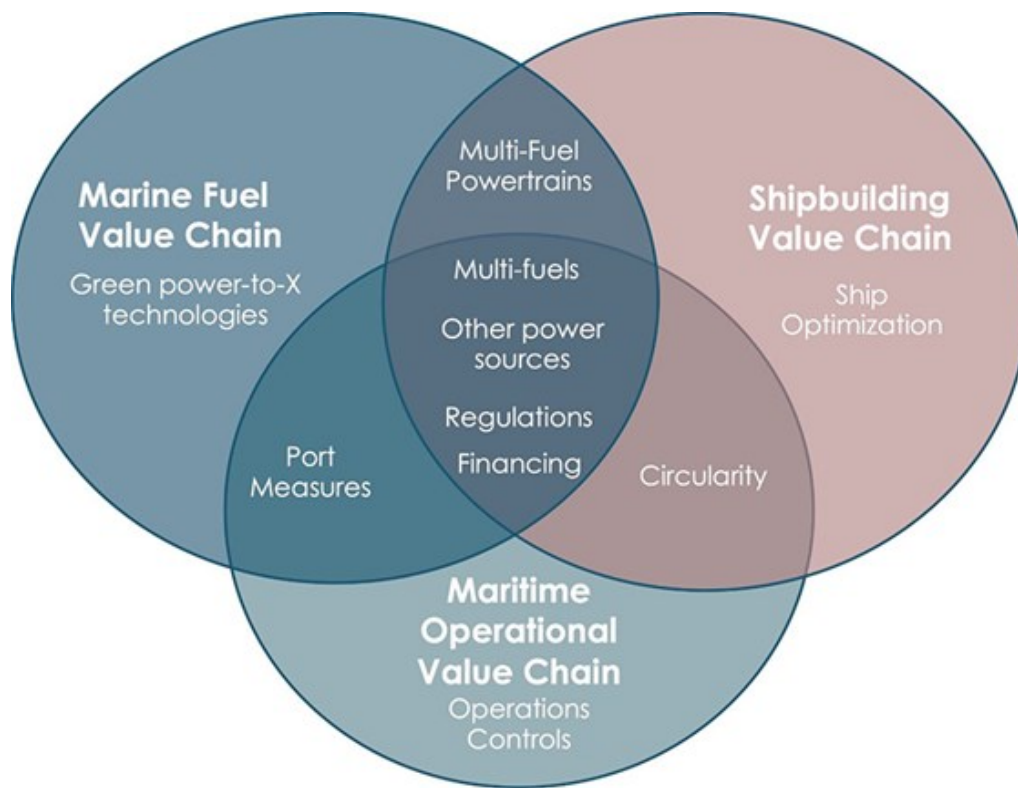 Multi-Fuel
Powertrains
Marine Fuel
Value Chain
Green power-to-X
technologies
Shipbuilding
Value Chain
Ship
Optimization
Multi-fuels
Other power
sources
Regulations
Financing
Port
Measures
Circularity
Maritime
Operational
Value Chain
Operations
Controls